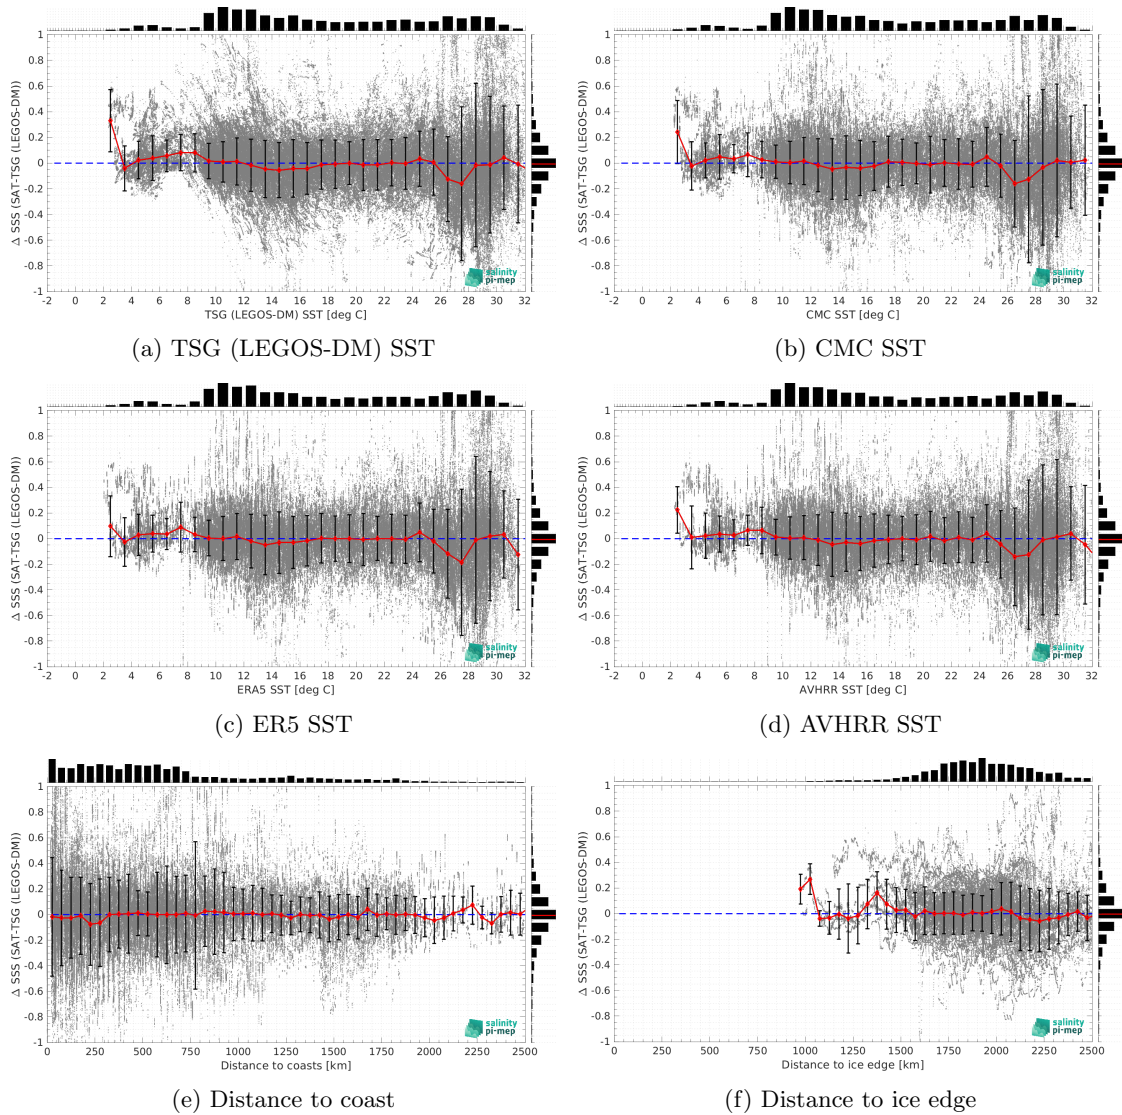 1
0.8
0.6
0.4
0.2
0
-0.2
-0.4
-0.6
-0.8
-1
Δ SSS (SAT-TSG (LEGOS-DM))
salinity
pi-mep
-2 0 2 4 6 8 10 12 14 16 18 20 22 24 26 28 30 32
TSG (LEGOS-DM) SST [deg C]
(a) TSG (LEGOS-DM) SST
1
0.8
0.6
0.4
0.2
0
-0.2
-0.4
-0.6
-0.8
-1
Δ SSS (SAT-TSG (LEGOS-DM))
salinity
pi-mep
-2 0 2 4 6 8 10 12 14 16 18 20 22 24 26 28 30 32
CMC SST [deg C]
(b) CMC SST
1
0.8
0.6
0.4
0.2
0
-0.2
-0.4
-0.6
-0.8
-1
Δ SSS (SAT-TSG (LEGOS-DM))
salinity
pi-mep
-2 0 2 4 6 8 10 12 14 16 18 20 22 24 26 28 30 32
ERA5 SST [deg C]
(c) ER5 SST
1
0.8
0.6
0.4
0.2
0
-0.2
-0.4
-0.6
-0.8
-1
Δ SSS (SAT-TSG (LEGOS-DM))
salinity
pi-mep
-2 0 2 4 6 8 10 12 14 16 18 20 22 24 26 28 30 32
AVHRR SST [deg C]
(d) AVHRR SST
1
0.8
0.6
0.4
0.2
0
-0.2
-0.4
-0.6
-0.8
-1
Δ SSS (SAT-TSG (LEGOS-DM))
salinity
pi-mep
0 250 500 750 1000 1250 1500 1750 2000 2250 2500
Distance to coasts [km]
(e) Distance to coast
1
0.8
0.6
0.4
0.2
0
-0.2
-0.4
-0.6
-0.8
-1
Δ SSS (SAT-TSG (LEGOS-DM))
salinity
pi-mep
0 250 500 750 1000 1250 1500 1750 2000 2250 2500
Distance to ice edge [km]
(f) Distance to ice edge